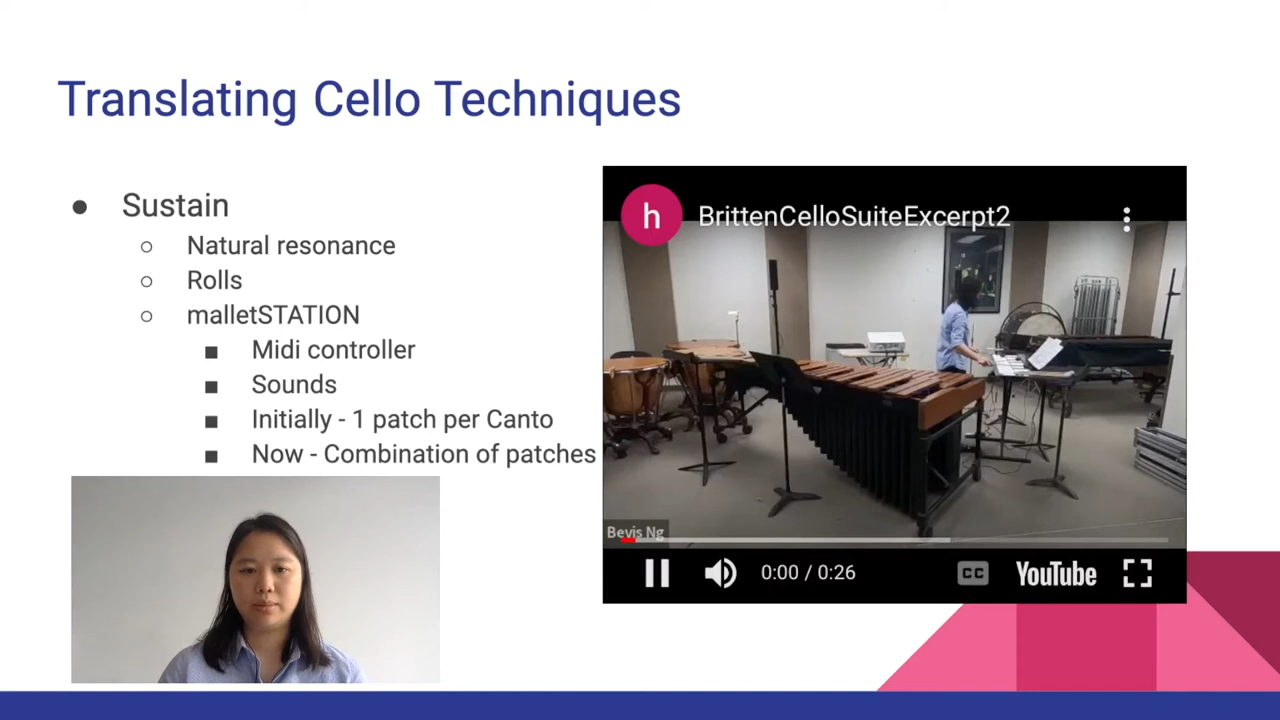 Translating Cello Techniques
● Sustain
○ Natural resonance
○ Rolls
○ malletSTATION
■ Midi controller
■ Sounds
■ Initially - 1 patch per Canto
■ Now - Combination of patches
h BrittenCelloSuiteExcerpt2
Bevis Ng
0:00 / 0:26 CC YouTube